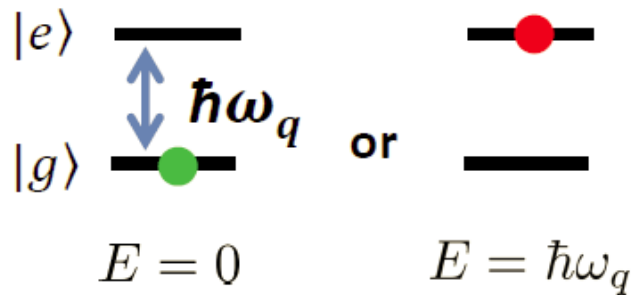 |e⟩
ħω_q or
|g⟩
E = 0 E = ħω_q